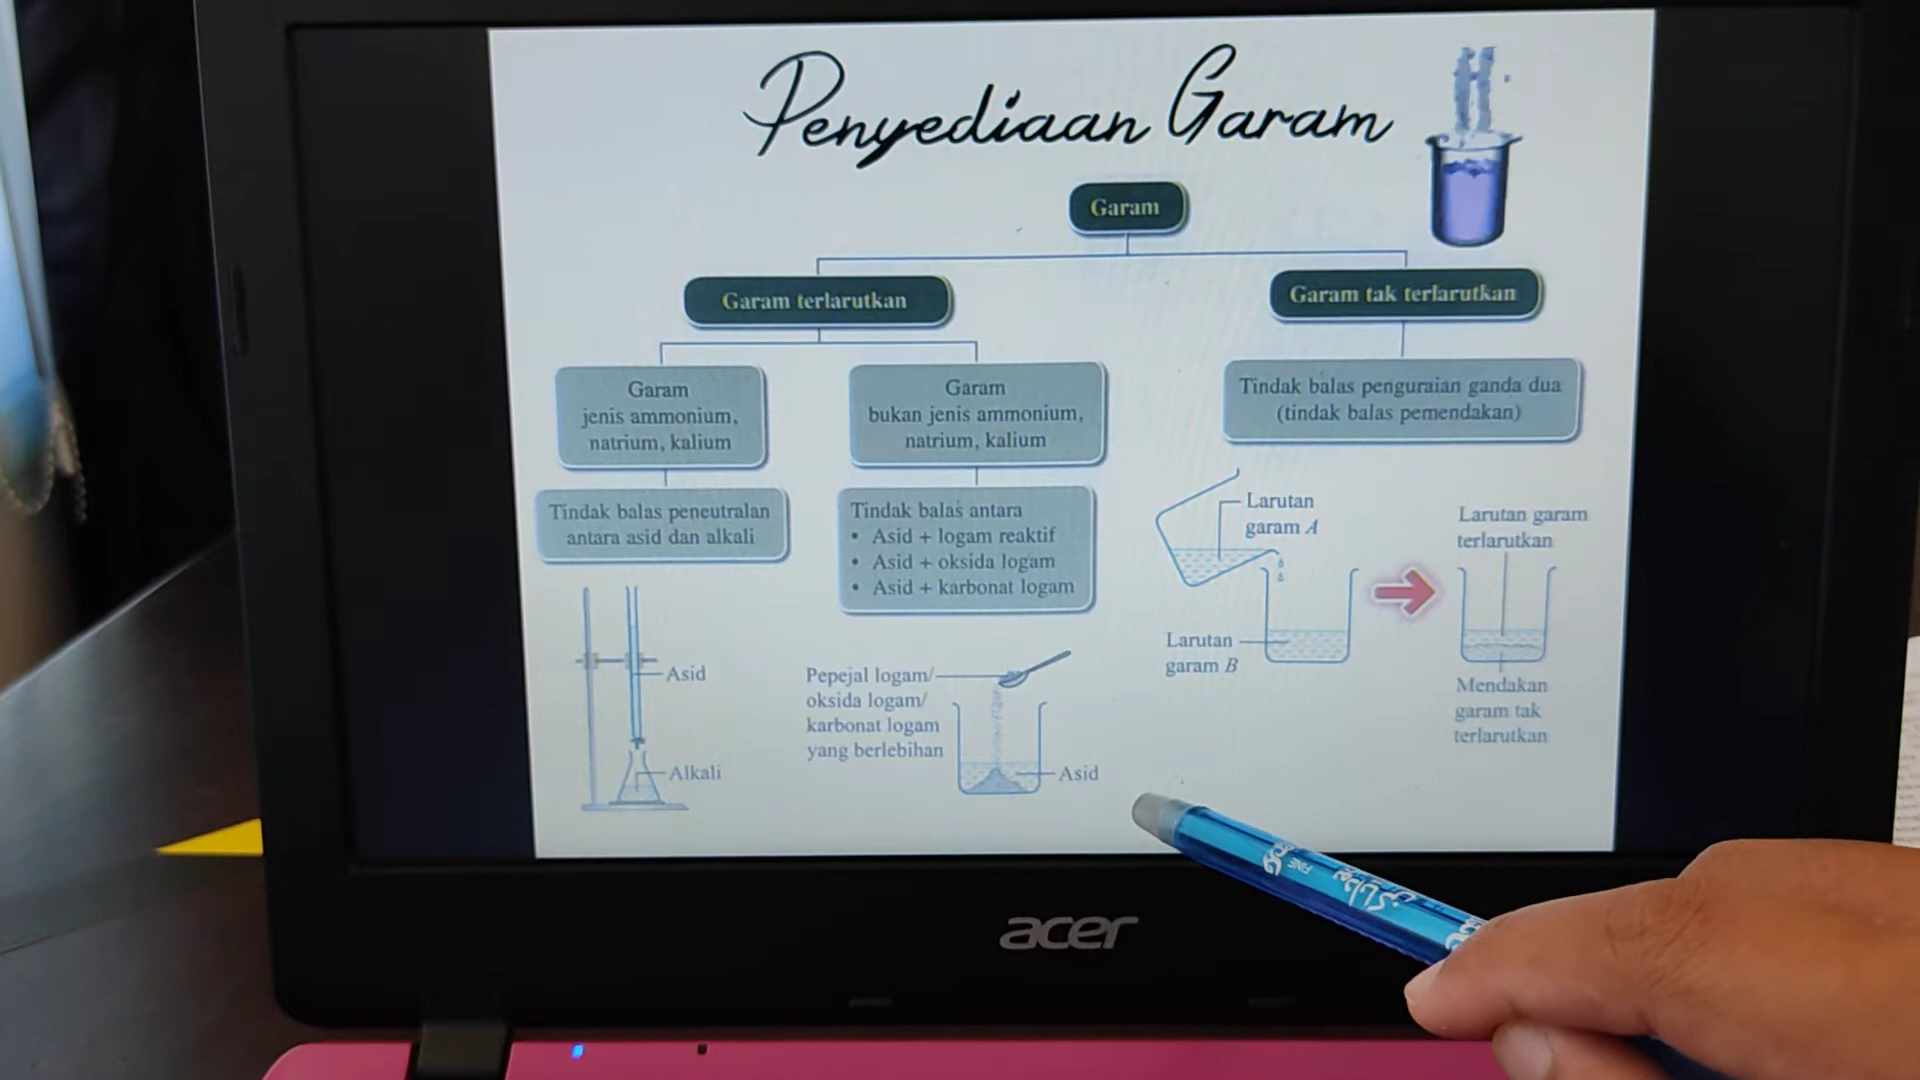 Penyediaan Garam
Garam
Garam terlarutkan
Garam tak terlarutkan
Garam
jenis ammonium,
natrium, kalium
Garam
bukan jenis ammonium,
natrium, kalium
Tindak balas penguraian ganda dua
(tindak balas pemendakan)
Tindak balas peneutralan
antara asid dan alkali
Tindak balas antara
• Asid + logam reaktif
• Asid + oksida logam
• Asid + karbonat logam
Larutan
garam A
Larutan garam
terlarutkan
Larutan
garam B
Mendakan
garam tak
terlarutkan
Asid
Alkali
Pepejal logam/
oksida logam/
karbonat logam
yang berlebihan
Asid
FINE
acer